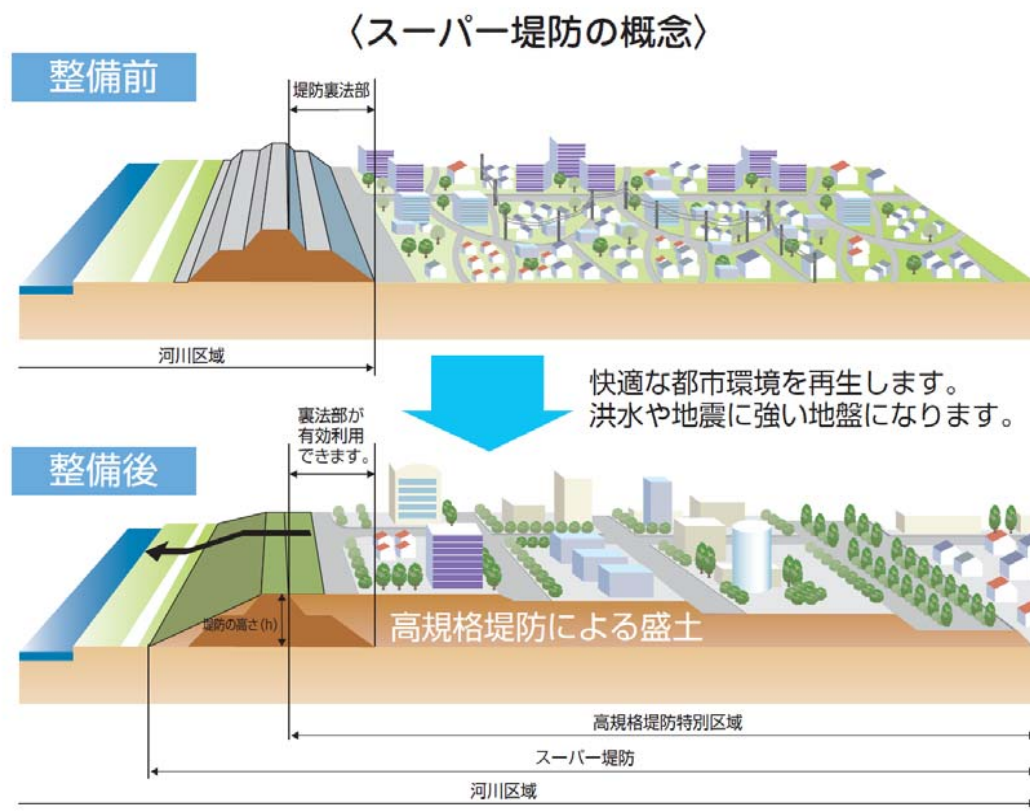 〈スーパー堤防の概念〉
整備前
堤防裏法部
河川区域
快適な都市環境を再生します。
洪水や地震に強い地盤になります。
裏法部が
有効利用
できます。
整備後
堤防の高さ(h)
高規格堤防による盛土
高規格堤防特別区域
スーパー堤防
河川区域